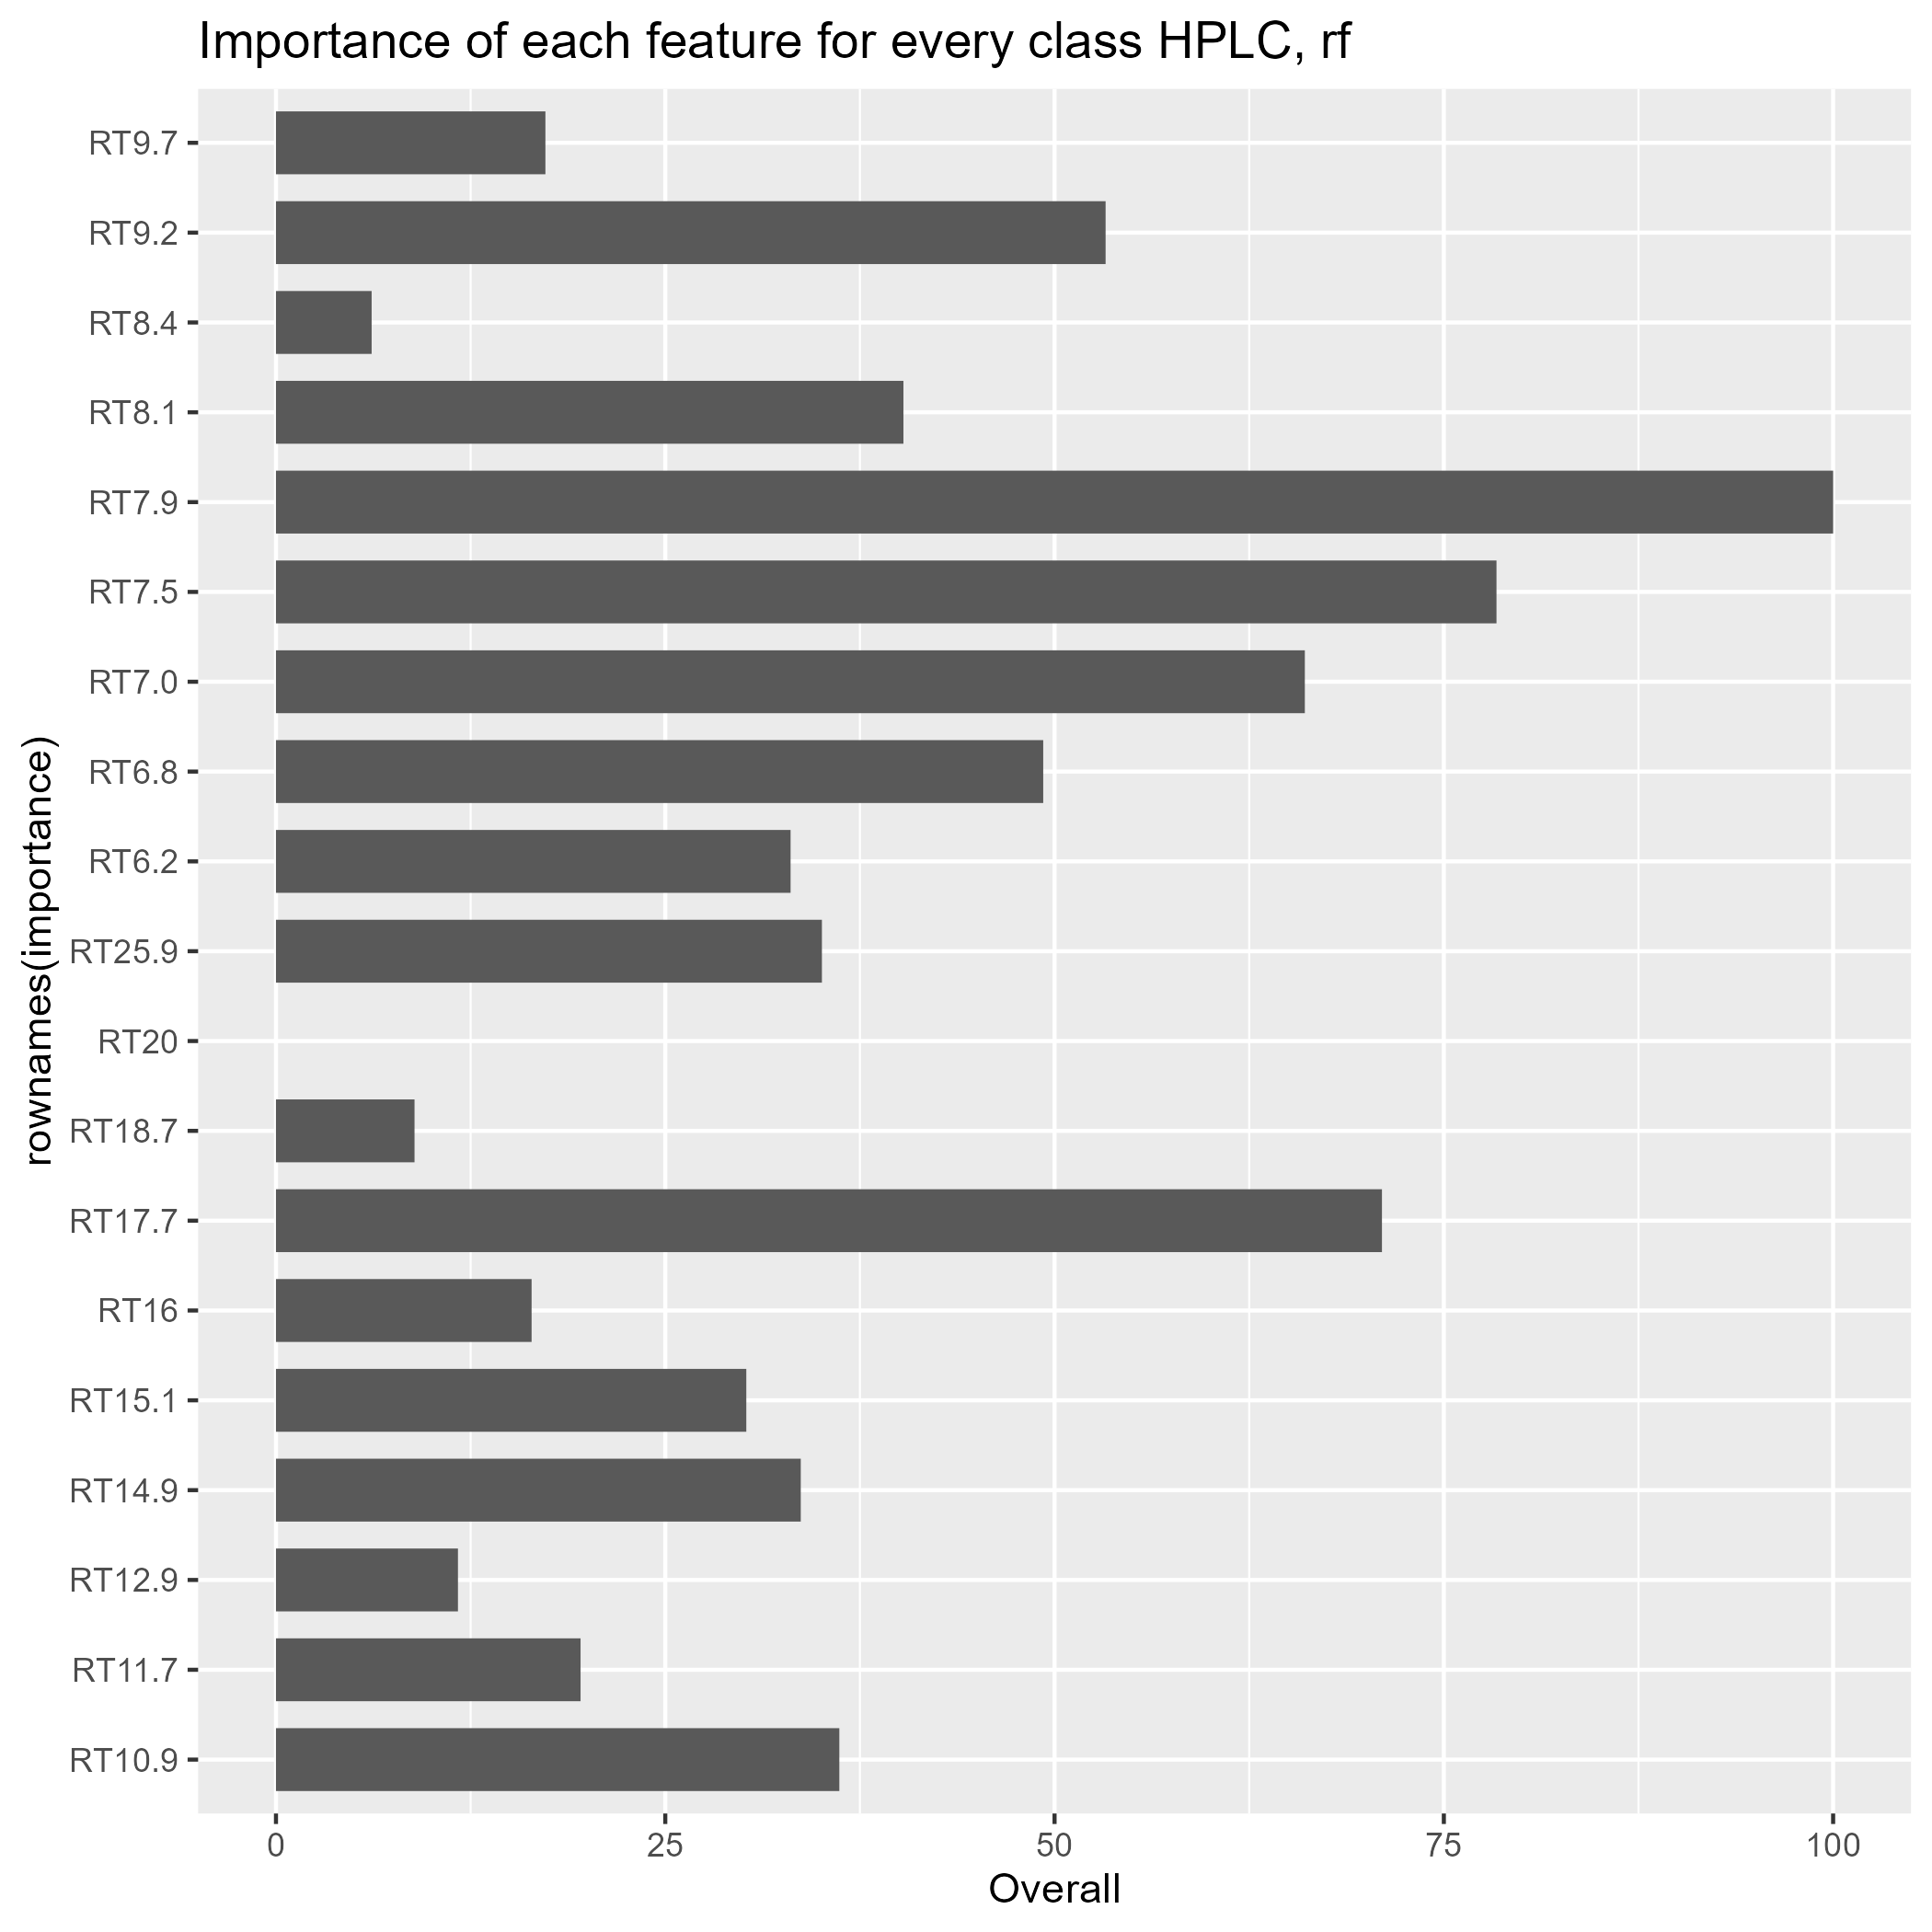 Importance of each feature for every class HPLC, rf
rownames(importance)
RT9.7
RT9.2
RT8.4
RT8.1
RT7.9
RT7.5
RT7.0
RT6.8
RT6.2
RT25.9
RT20
RT18.7
RT17.7
RT16
RT15.1
RT14.9
RT12.9
RT11.7
RT10.9
0 25 50 75 100
Overall